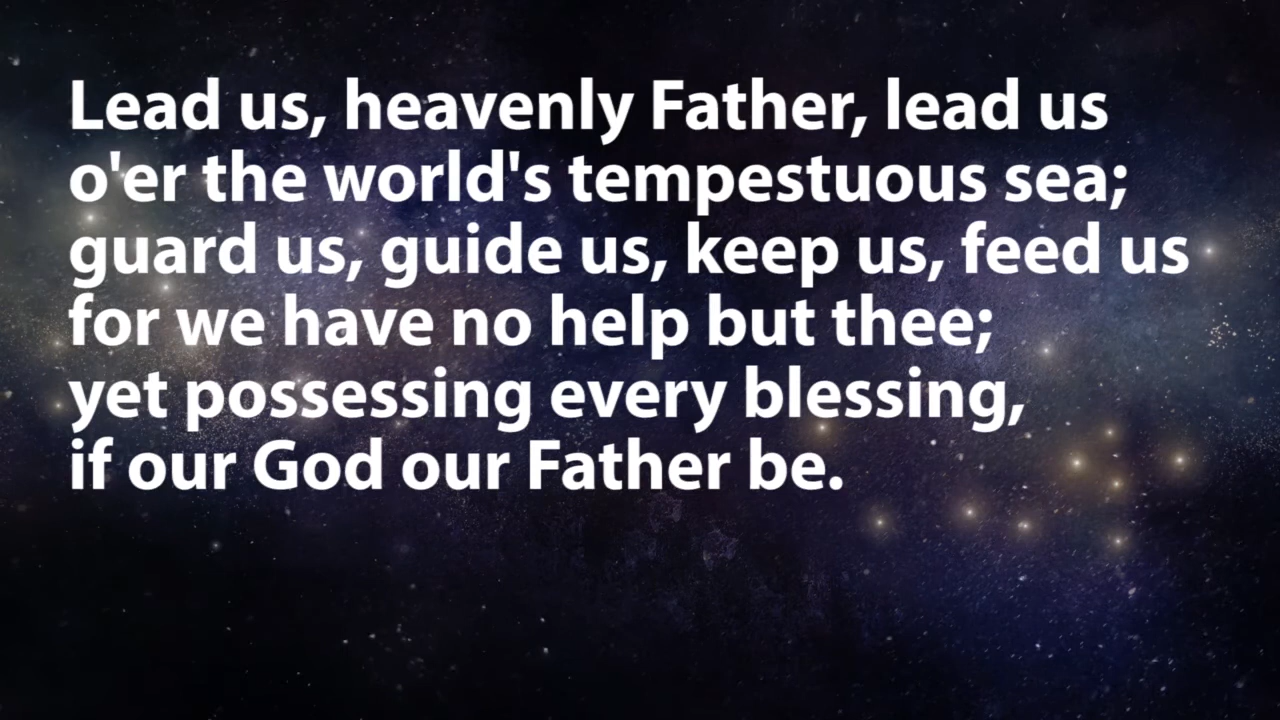 Lead us, heavenly Father, lead us
o'er the world's tempestuous sea;
guard us, guide us, keep us, feed us
for we have no help but thee;
yet possessing every blessing,
if our God our Father be.